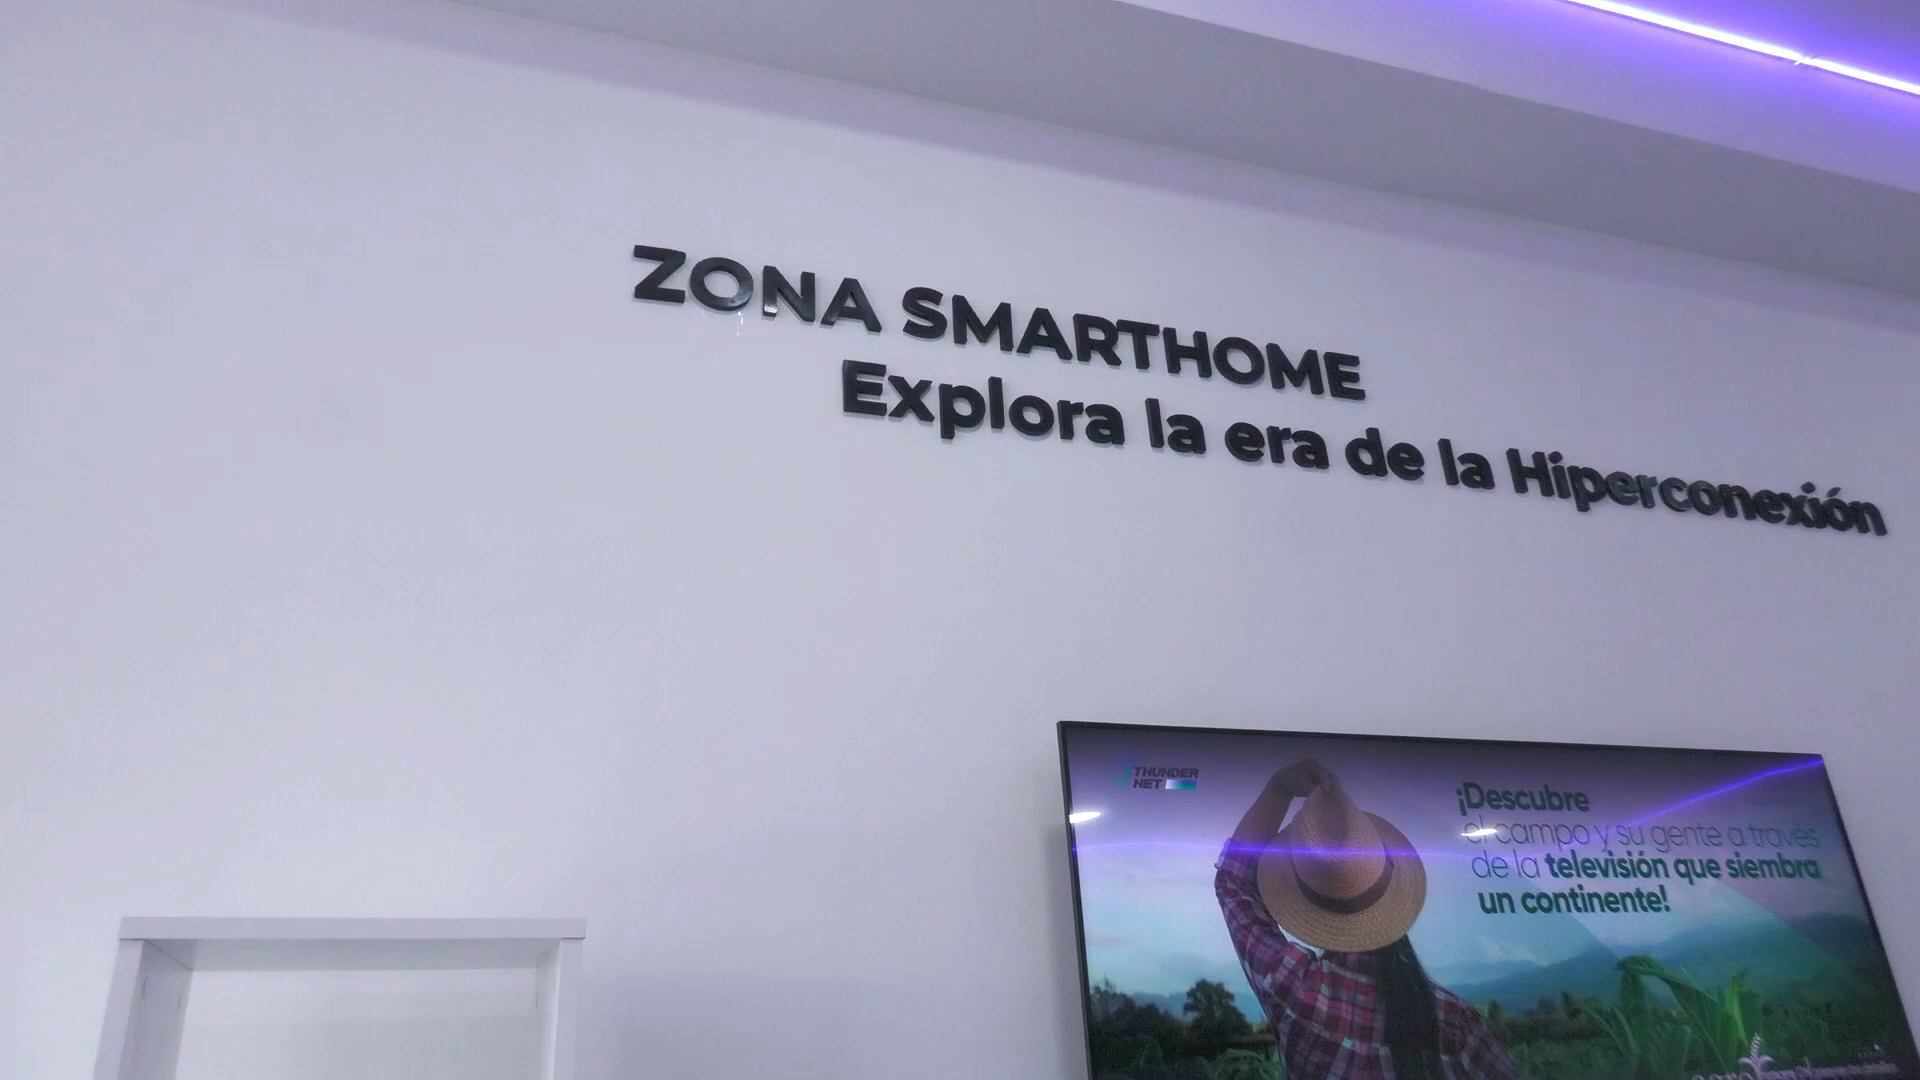 ZONA SMARTHOME
Explora la era de la Hiperconexión
THUNDER
NET
¡Descubre
el campo y su gente a través
de la televisión que siembra
un continente!